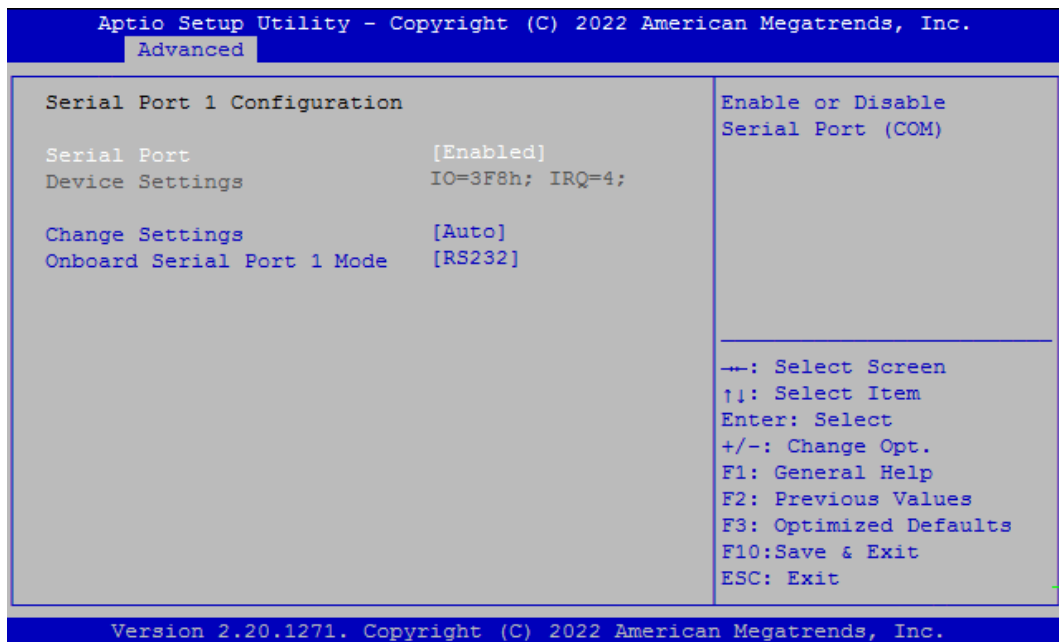 Aptio Setup Utility - Copyright (C) 2022 American Megatrends, Inc.
Advanced
Serial Port 1 Configuration
Serial Port [Enabled]
Device Settings IO=3F8h; IRQ=4;
Change Settings [Auto]
Onboard Serial Port 1 Mode [RS232]
Enable or Disable
Serial Port (COM)
→←: Select Screen
↑↓: Select Item
Enter: Select
+/-: Change Opt.
F1: General Help
F2: Previous Values
F3: Optimized Defaults
F10:Save & Exit
ESC: Exit
Version 2.20.1271. Copyright (C) 2022 American Megatrends, Inc.